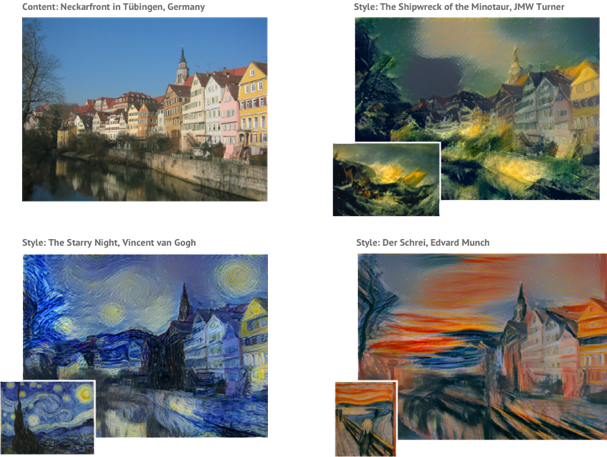 Content: Neckarfront in Tübingen, Germany
Style: The Shipwreck of the Minotaur, JMW Turner
Style: The Starry Night, Vincent van Gogh
Style: Der Schrei, Edvard Munch